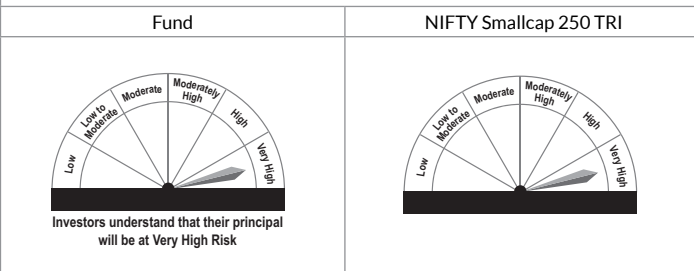 Fund
NIFTY Smallcap 250 TRI
Low
Low to
Moderate
Moderate
Moderately
High
High
Very High
Investors understand that their principal
will be at Very High Risk
Low
Low to
Moderate
Moderate
Moderately
High
High
Very High